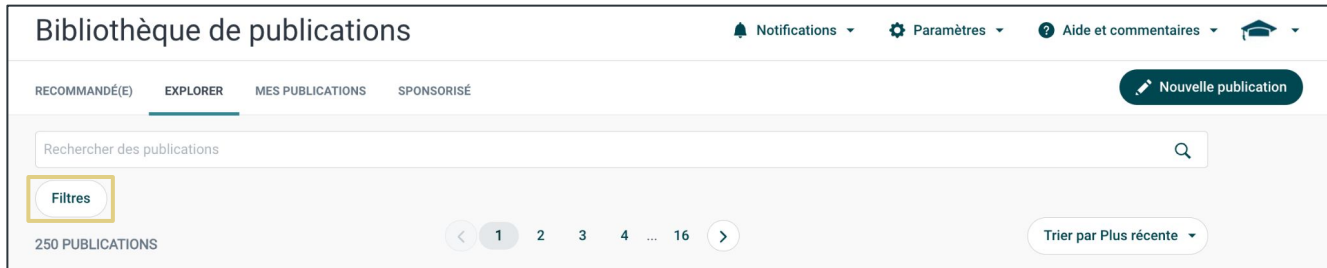 Bibliothèque de publications
Notifications
Paramètres
Aide et commentaires
RECOMMANDÉ(E)
EXPLORER
MES PUBLICATIONS
SPONSORISÉ
Nouvelle publication
Rechercher des publications
Filtres
250 PUBLICATIONS
1 2 3 4 ... 16
Trier par Plus récente